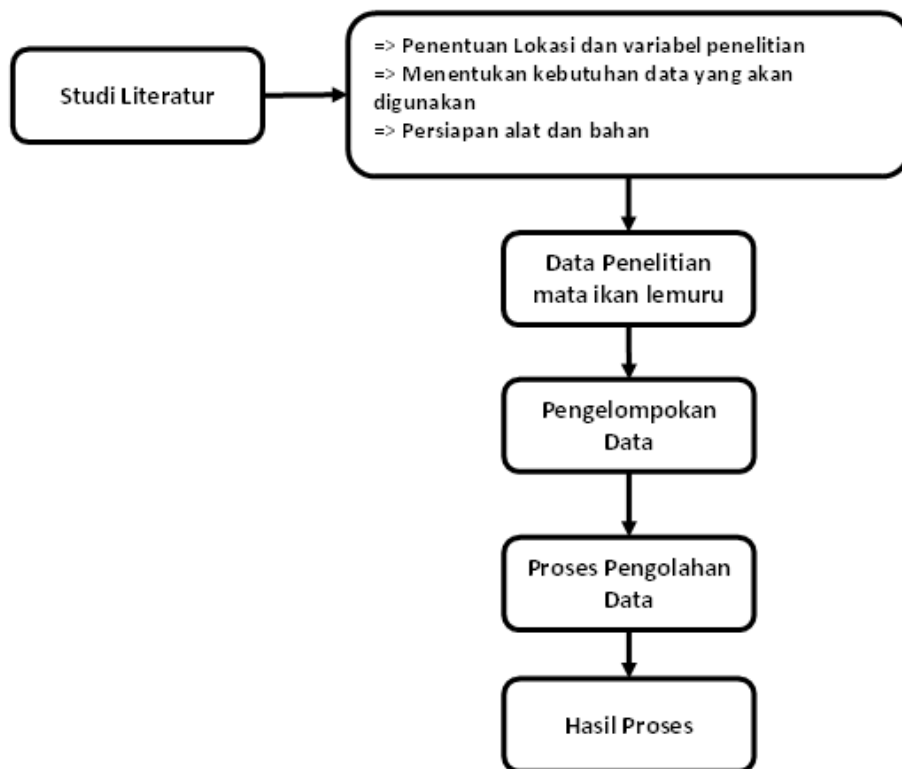 Studi Literatur
=> Penentuan Lokasi dan variabel penelitian
=> Menentukan kebutuhan data yang akan
digunakan
=> Persiapan alat dan bahan
Data Penelitian
mata ikan lemuru
Pengelompokan
Data
Proses Pengolahan
Data
Hasil Proses